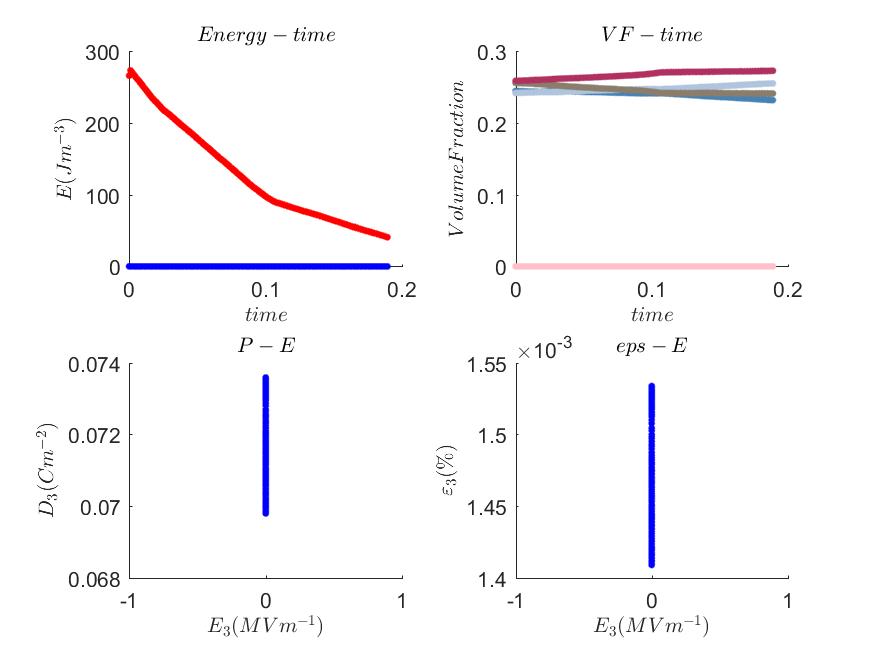 Energy − time
300
200
100
0
0
0.1
0.2
E(Jm⁻³)
time
VF − time
0.3
0.2
0.1
0
0
0.1
0.2
VolumeFraction
time
P − E
0.074
0.072
0.07
0.068
-1
0
1
D₃(Cm⁻²)
E₃(MVm⁻¹)
×10⁻³
eps − E
1.55
1.5
1.45
1.4
-1
0
1
ε₃(%)
E₃(MVm⁻¹)